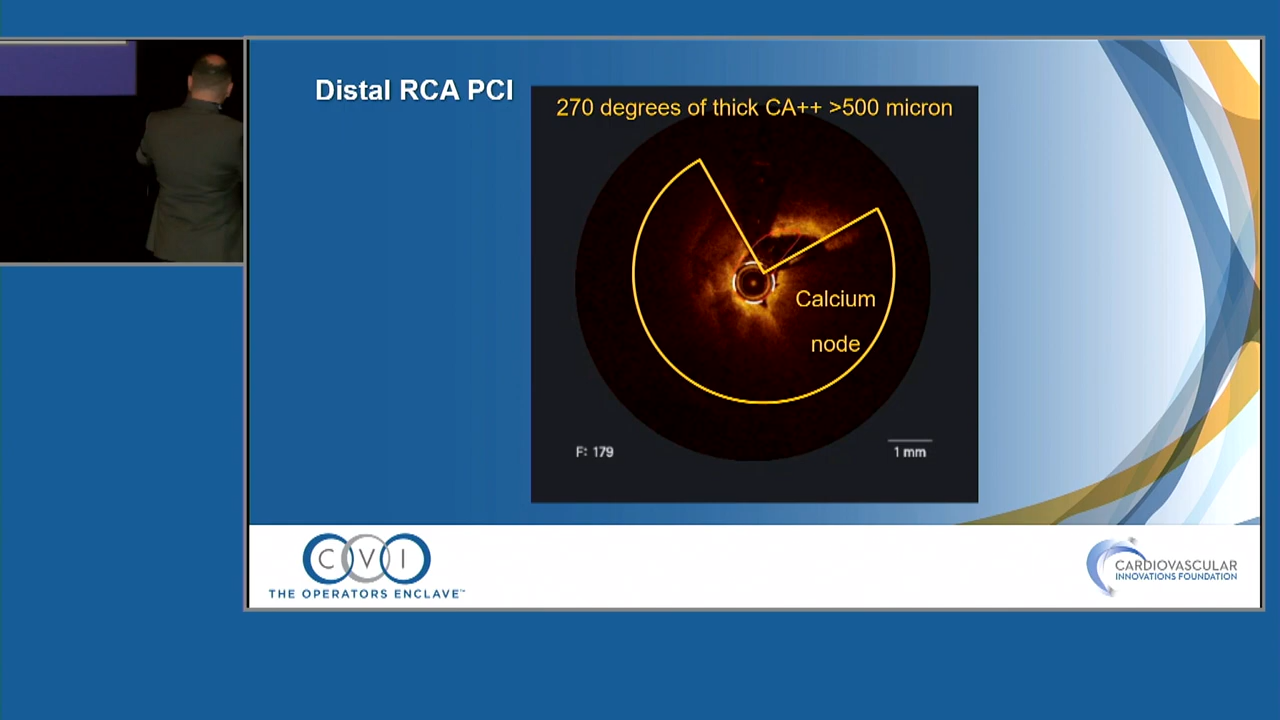 Distal RCA PCI
270 degrees of thick CA++ >500 micron
Calcium
node
F: 179
1 mm
CVI
THE OPERATORS ENCLAVE™
CARDIOVASCULAR
INNOVATIONS FOUNDATION